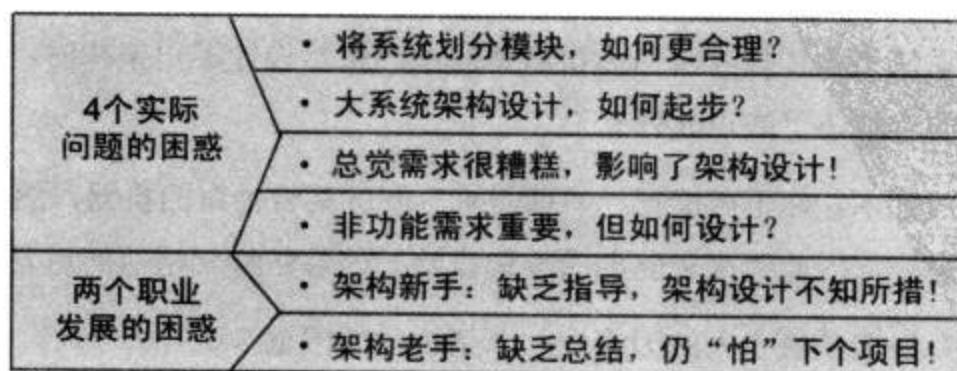 4个实际
问题的困惑
• 将系统划分模块，如何更合理？
• 大系统架构设计，如何起步？
• 总觉需求很糟糕，影响了架构设计！
• 非功能需求重要，但如何设计？
两个职业
发展的困惑
• 架构新手：缺乏指导，架构设计不知所措！
• 架构老手：缺乏总结，仍“怕”下个项目！